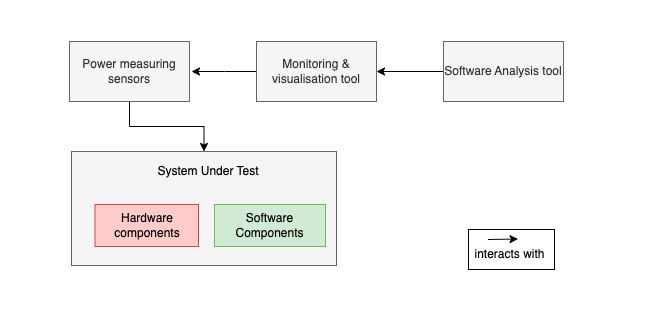 Power measuring
sensors
Monitoring &
visualisation tool
Software Analysis tool
System Under Test
Hardware
components
Software
Components
interacts with